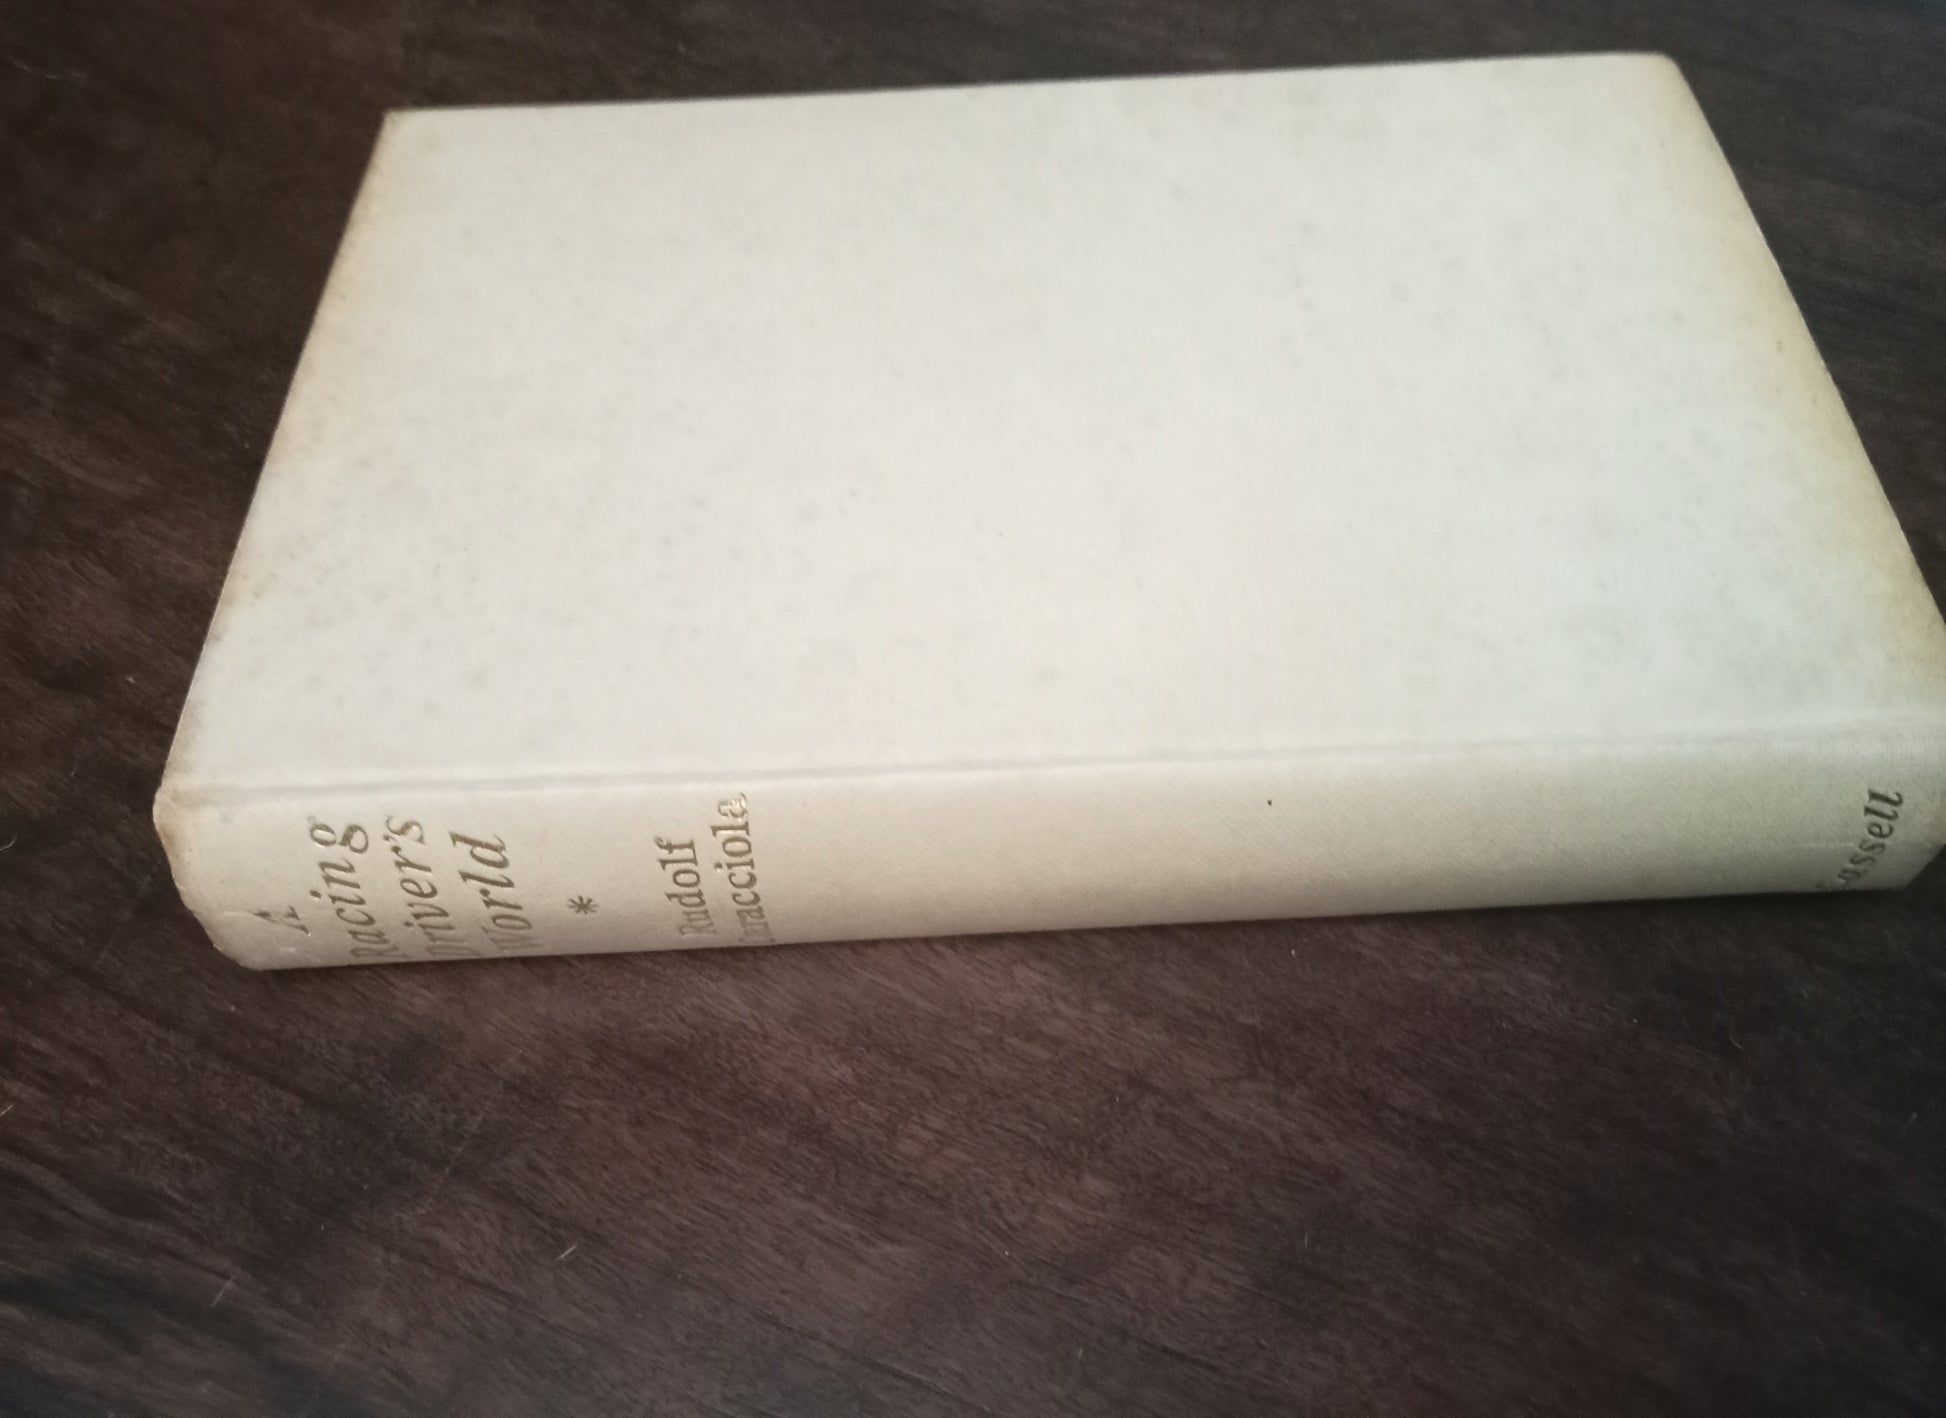 A
Racing
Driver's
World
*
Rudolf
Caracciola
Cassell